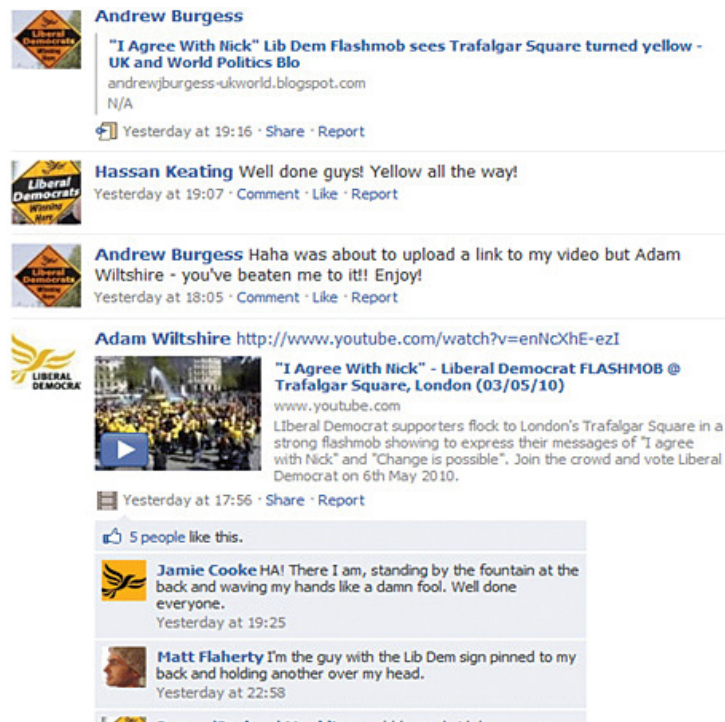 Andrew Burgess
"I Agree With Nick" Lib Dem Flashmob sees Trafalgar Square turned yellow -
UK and World Politics Blo
andrewjburgess-ukworld.blogspot.com
N/A
Yesterday at 19:16 · Share · Report
Liberal
Democrats
Winning
Here
Hassan Keating Well done guys! Yellow all the way!
Yesterday at 19:07 · Comment · Like · Report
Andrew Burgess Haha was about to upload a link to my video but Adam
Wiltshire - you've beaten me to it!! Enjoy!
Yesterday at 18:05 · Comment · Like · Report
LIBERAL
DEMOCRA
Adam Wiltshire http://www.youtube.com/watch?v=enNcXhE-ezI
"I Agree With Nick" - Liberal Democrat FLASHMOB @
Trafalgar Square, London (03/05/10)
www.youtube.com
LIberal Democrat supporters flock to London's Trafalgar Square in a
strong flashmob showing to express their messages of "I agree
with Nick" and "Change is possible". Join the crowd and vote Liberal
Democrat on 6th May 2010.
Yesterday at 17:56 · Share · Report
5 people like this.
Jamie Cooke HA! There I am, standing by the fountain at the
back and waving my hands like a damn fool. Well done
everyone.
Yesterday at 19:25
Matt Flaherty I'm the guy with the Lib Dem sign pinned to my
back and holding another over my head.
Yesterday at 22:58